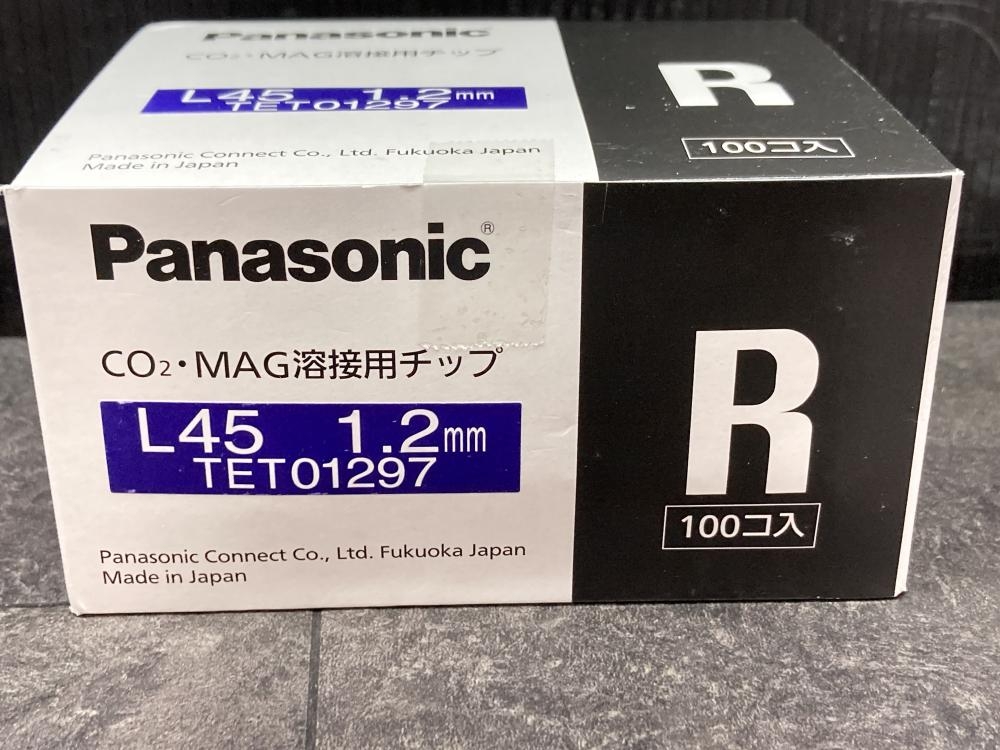 Panasonic
CO2・MAG溶接用チップ
L45 1.2mm
TET01297
Panasonic Connect Co., Ltd. Fukuoka Japan
Made in Japan
R
100コ入
Panasonic®
CO2・MAG溶接用チップ
L45 1.2mm
TET01297
Panasonic Connect Co., Ltd. Fukuoka Japan
Made in Japan
R
100コ入